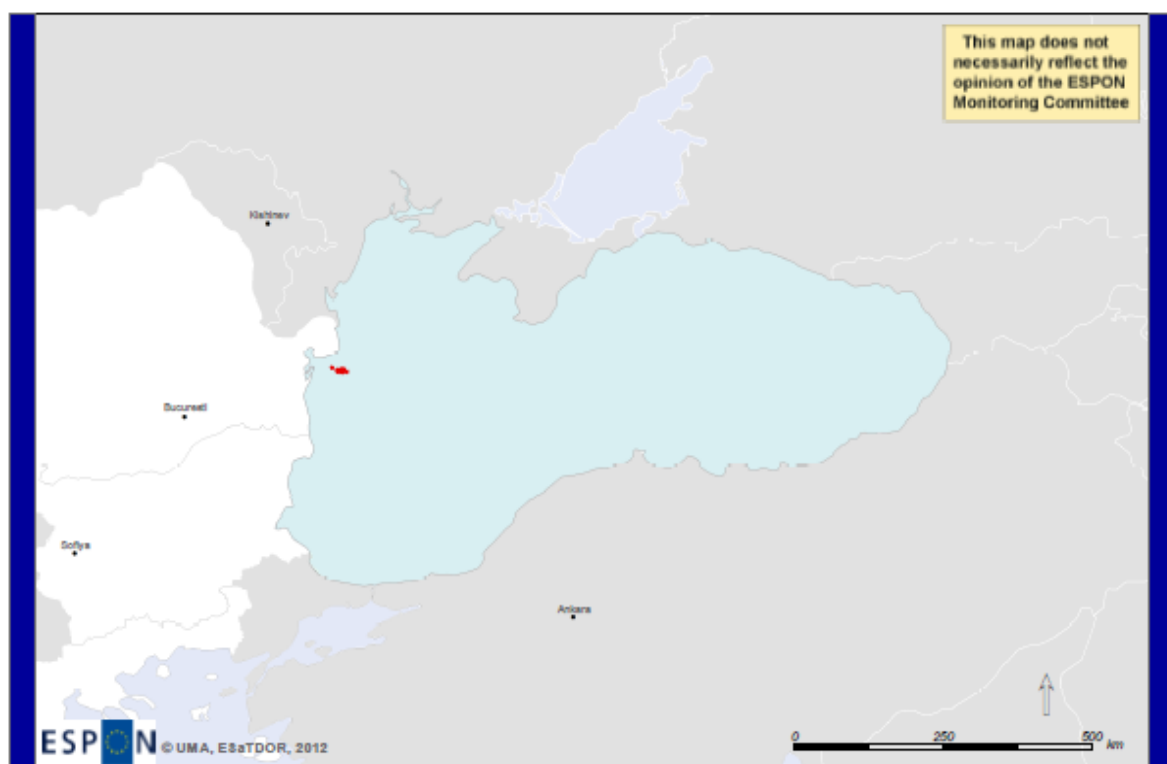 This map does not
necessarily reflect the
opinion of the ESPON
Monitoring Committee
Kishinev
Bucuresti
Sofiya
Ankara
ESPON © UMA, ESaTDOR, 2012
0 250 500
km